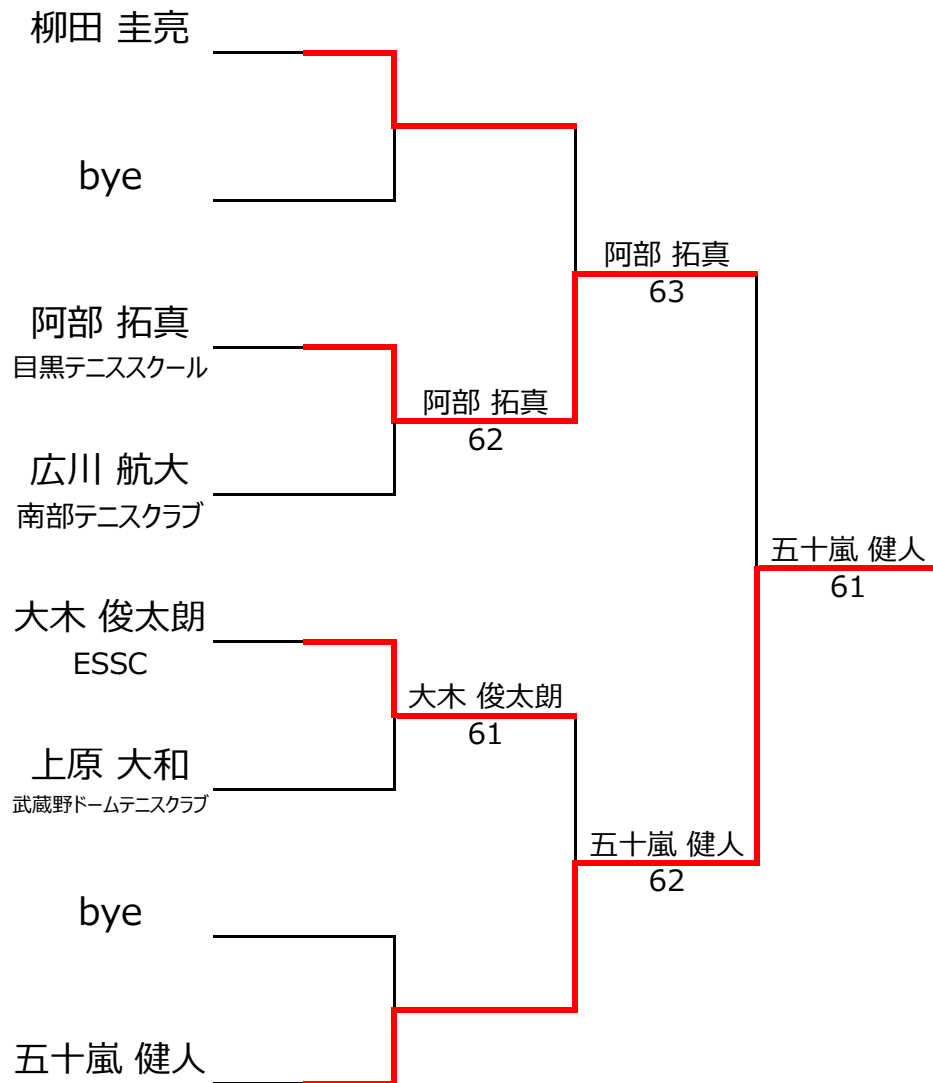 柳田 圭亮
bye
阿部 拓真
63
阿部 拓真
目黒テニススクール
阿部 拓真
62
広川 航大
南部テニスクラブ
五十嵐 健人
61
大木 俊太朗
ESSC
大木 俊太朗
61
上原 大和
武蔵野ドームテニスクラブ
五十嵐 健人
62
bye
五十嵐 健人